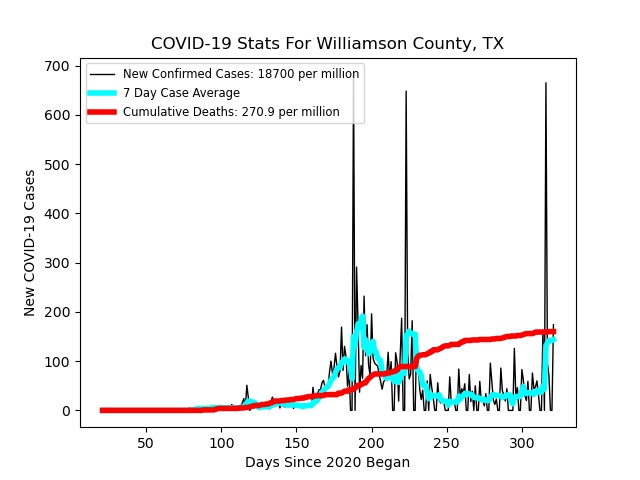 COVID-19 Stats For Williamson County, TX
New Confirmed Cases: 18700 per million
7 Day Case Average
Cumulative Deaths: 270.9 per million
New COVID-19 Cases
700
600
500
400
300
200
100
0
50 100 150 200 250 300
Days Since 2020 Began